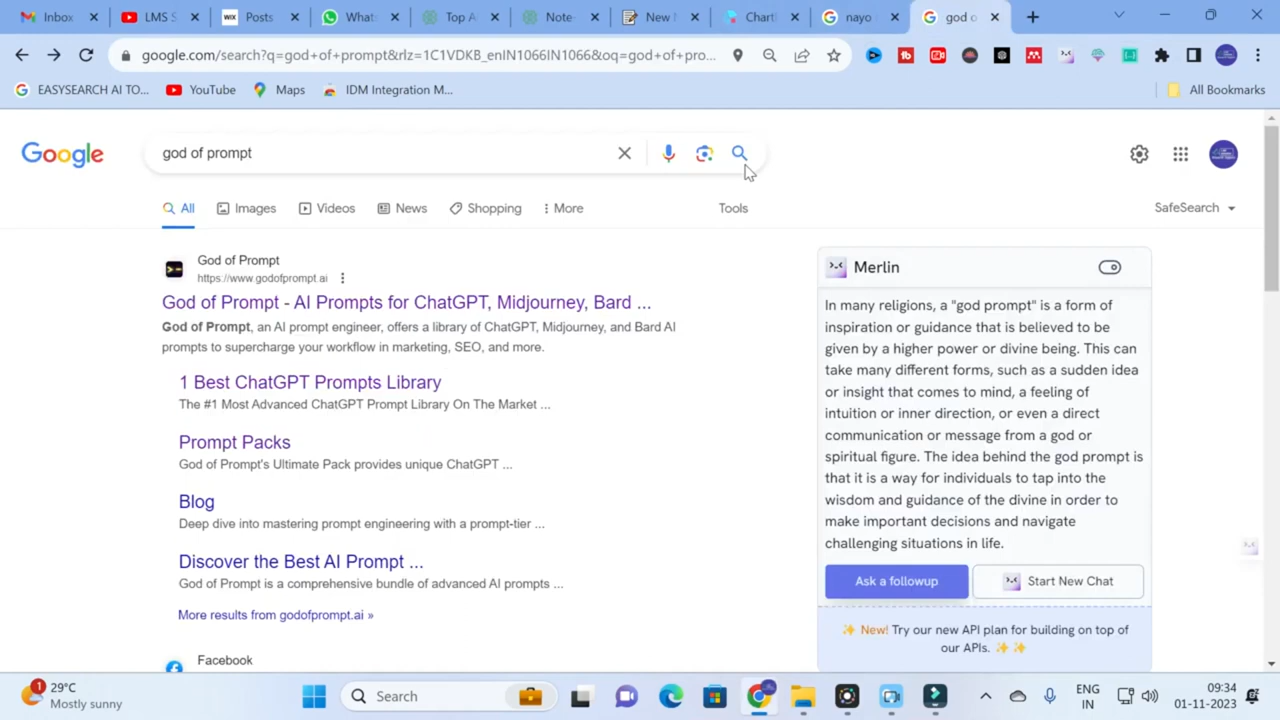 Inbox
LMS S
WIX Posts
Whats
Top A
Note-
New N
Chart
nayo
god o
google.com/search?q=god+of+prompt&rlz=1C1VDKB_enIN1066IN1066&oq=god+of+pro...
EASYSEARCH AI TO...
YouTube
Maps
IDM Integration M...
All Bookmarks
Google
god of prompt
All
Images
Videos
News
Shopping
More
Tools
SafeSearch
God of Prompt
https://www.godofprompt.ai
God of Prompt - AI Prompts for ChatGPT, Midjourney, Bard ...
God of Prompt, an AI prompt engineer, offers a library of ChatGPT, Midjourney, and Bard AI
prompts to supercharge your workflow in marketing, SEO, and more.
1 Best ChatGPT Prompts Library
The #1 Most Advanced ChatGPT Prompt Library On The Market ...
Prompt Packs
God of Prompt's Ultimate Pack provides unique ChatGPT ...
Blog
Deep dive into mastering prompt engineering with a prompt-tier ...
Discover the Best AI Prompt ...
God of Prompt is a comprehensive bundle of advanced AI prompts ...
More results from godofprompt.ai »
Facebook
Merlin
In many religions, a "god prompt" is a form of
inspiration or guidance that is believed to be
given by a higher power or divine being. This can
take many different forms, such as a sudden idea
or insight that comes to mind, a feeling of
intuition or inner direction, or even a direct
communication or message from a god or
spiritual figure. The idea behind the god prompt is
that it is a way for individuals to tap into the
wisdom and guidance of the divine in order to
make important decisions and navigate
challenging situations in life.
Ask a followup
Start New Chat
✨ New! Try our new API plan for building on top of
our APIs. ✨ ✨
1
29°C
Mostly sunny
Search
ENG
IN
09:34
01-11-2023